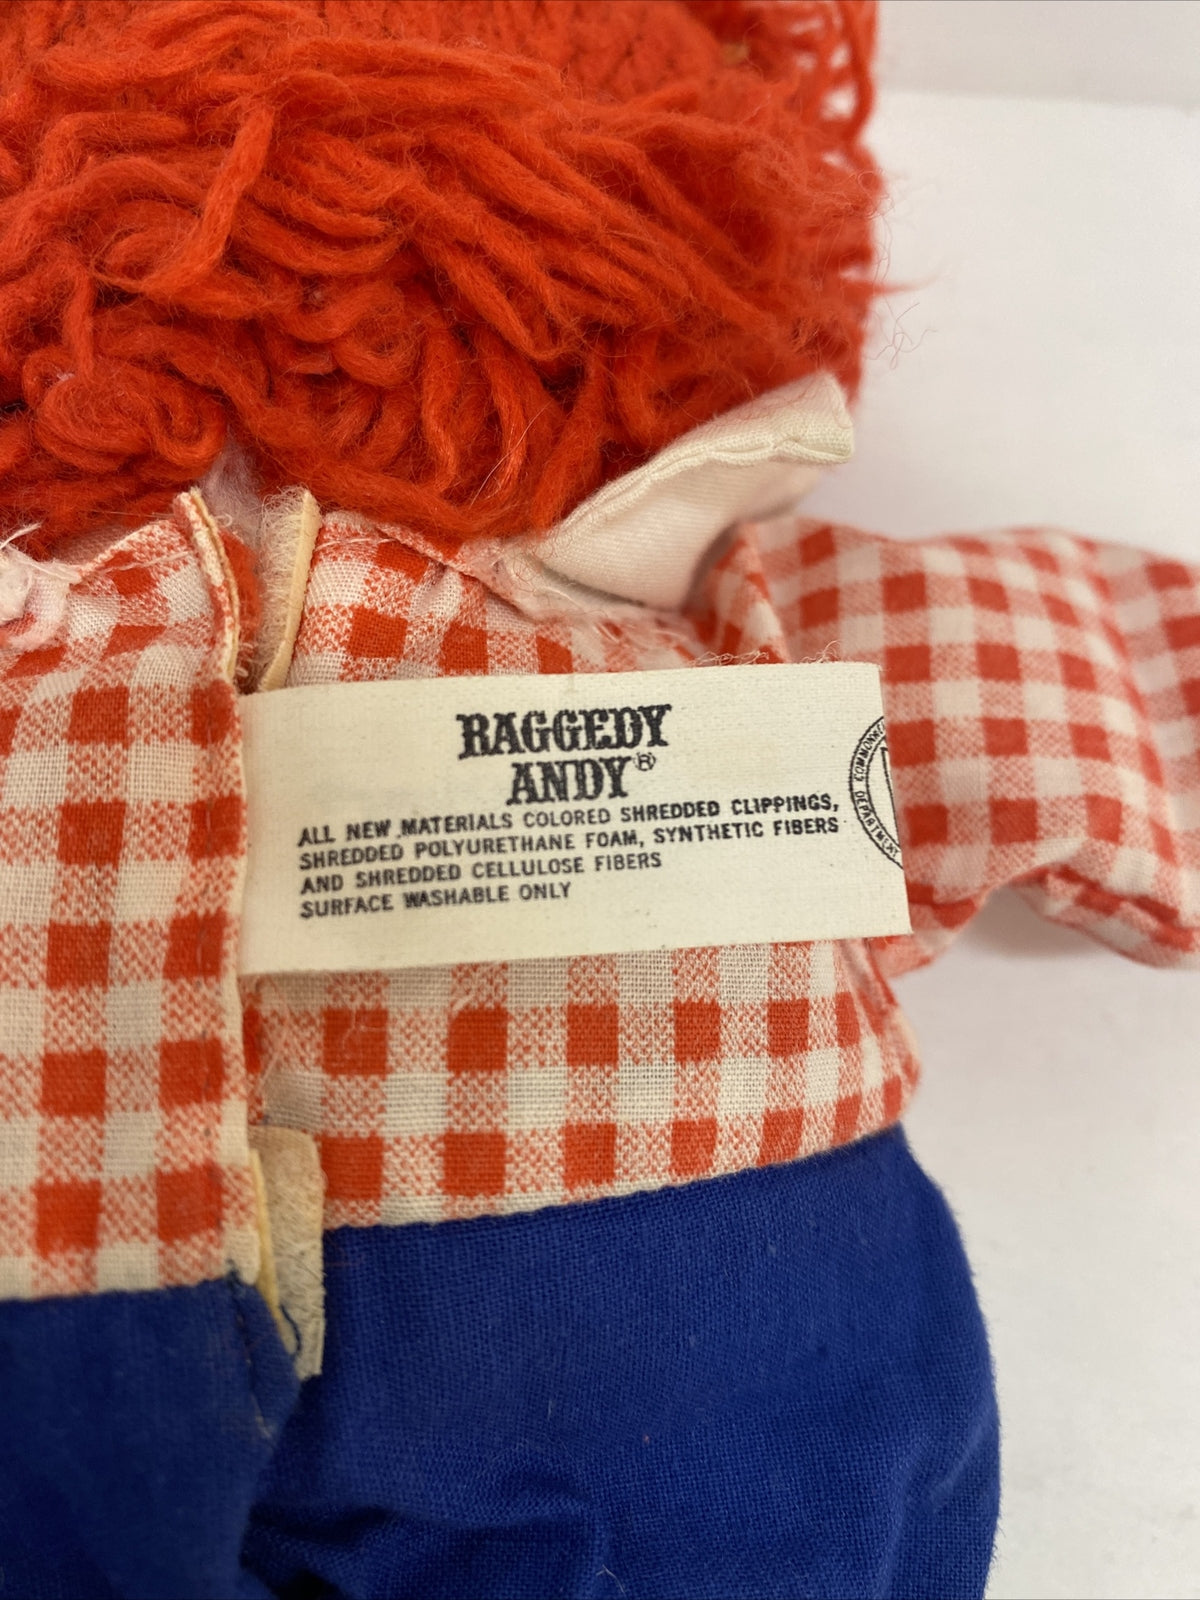 RAGGEDY
ANDY®
ALL NEW MATERIALS COLORED SHREDDED CLIPPINGS,
SHREDDED POLYURETHANE FOAM, SYNTHETIC FIBERS
AND SHREDDED CELLULOSE FIBERS
SURFACE WASHABLE ONLY
DEPARTMENT